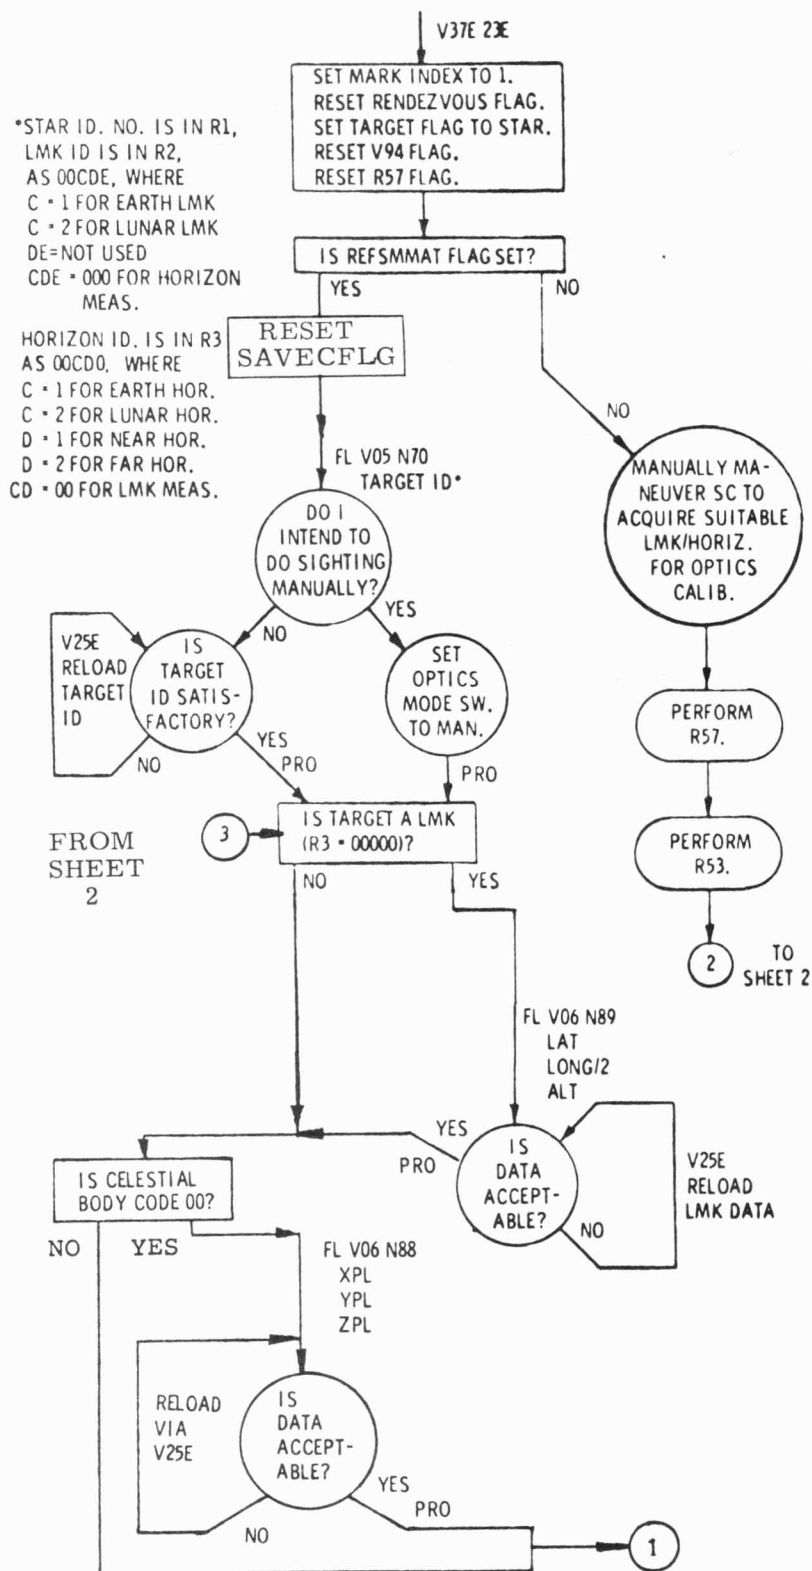 V37E 23E
SET MARK INDEX TO 1.
RESET RENDEZVOUS FLAG.
SET TARGET FLAG TO STAR.
RESET V94 FLAG.
RESET R57 FLAG.
*STAR ID. NO. IS IN R1,
LMK ID IS IN R2,
AS 00CDE, WHERE
C = 1 FOR EARTH LMK
C = 2 FOR LUNAR LMK
DE=NOT USED
CDE = 000 FOR HORIZON
MEAS.
HORIZON ID. IS IN R3
AS 00CD0, WHERE
C = 1 FOR EARTH HOR.
C = 2 FOR LUNAR HOR.
D = 1 FOR NEAR HOR.
D = 2 FOR FAR HOR.
CD = 00 FOR LMK MEAS.
IS REFSMMAT FLAG SET?
YES
NO
RESET
SAVECFLG
NO
FL V05 N70
TARGET ID*
DO I
INTEND TO
DO SIGHTING
MANUALLY?
NO
YES
MANUALLY MA-
NEUVER SC TO
ACQUIRE SUITABLE
LMK/HORIZ.
FOR OPTICS
CALIB.
V25E
RELOAD
TARGET
ID
IS
TARGET
ID SATIS-
FACTORY?
NO
YES
PRO
SET
OPTICS
MODE SW.
TO MAN.
PRO
PERFORM
R57.
FROM
SHEET
2
3
IS TARGET A LMK
(R3 = 00000)?
NO
YES
PERFORM
R53.
2
TO
SHEET 2
FL V06 N89
LAT
LONG/2
ALT
YES
PRO
IS
DATA
ACCEPT-
ABLE?
NO
V25E
RELOAD
LMK DATA
IS CELESTIAL
BODY CODE 00?
NO
YES
FL V06 N88
XPL
YPL
ZPL
RELOAD
VIA
V25E
IS
DATA
ACCEPT-
ABLE?
NO
YES
PRO
1